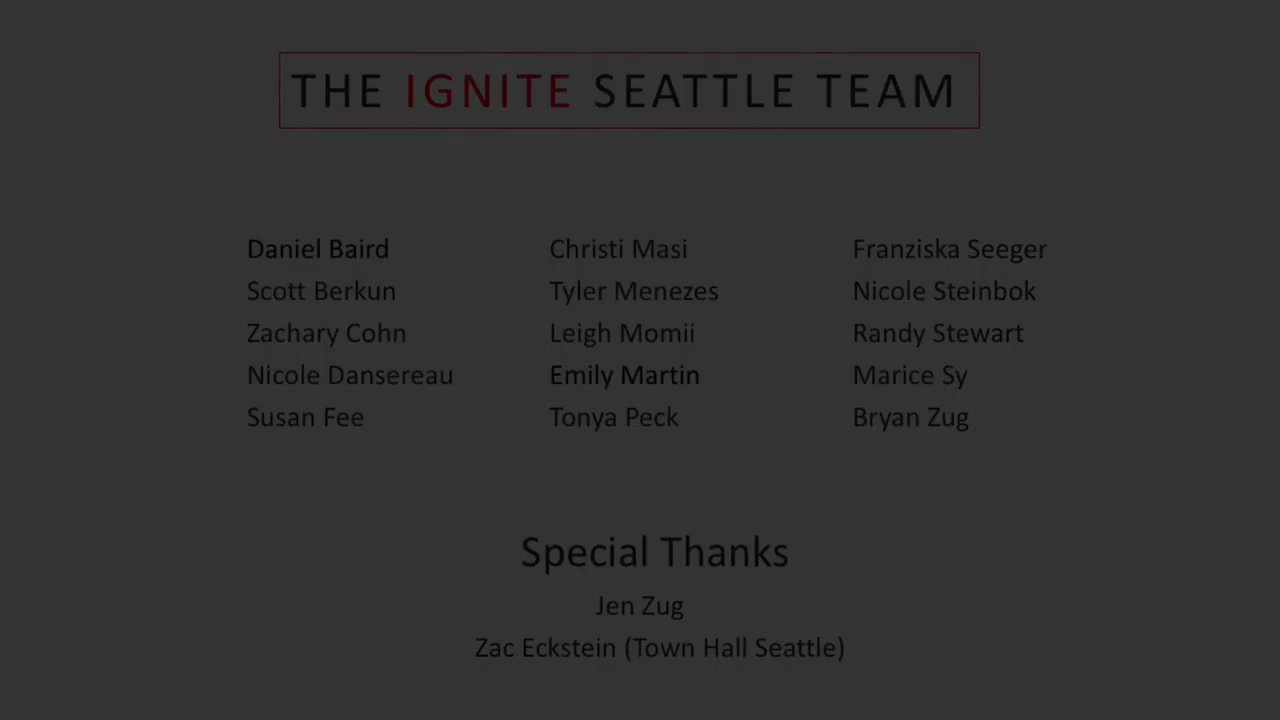 THE IGNITE SEATTLE TEAM
Daniel Baird
Scott Berkun
Zachary Cohn
Nicole Dansereau
Susan Fee
Christi Masi
Tyler Menezes
Leigh Momii
Emily Martin
Tonya Peck
Franziska Seeger
Nicole Steinbok
Randy Stewart
Marice Sy
Bryan Zug
Special Thanks
Jen Zug
Zac Eckstein (Town Hall Seattle)